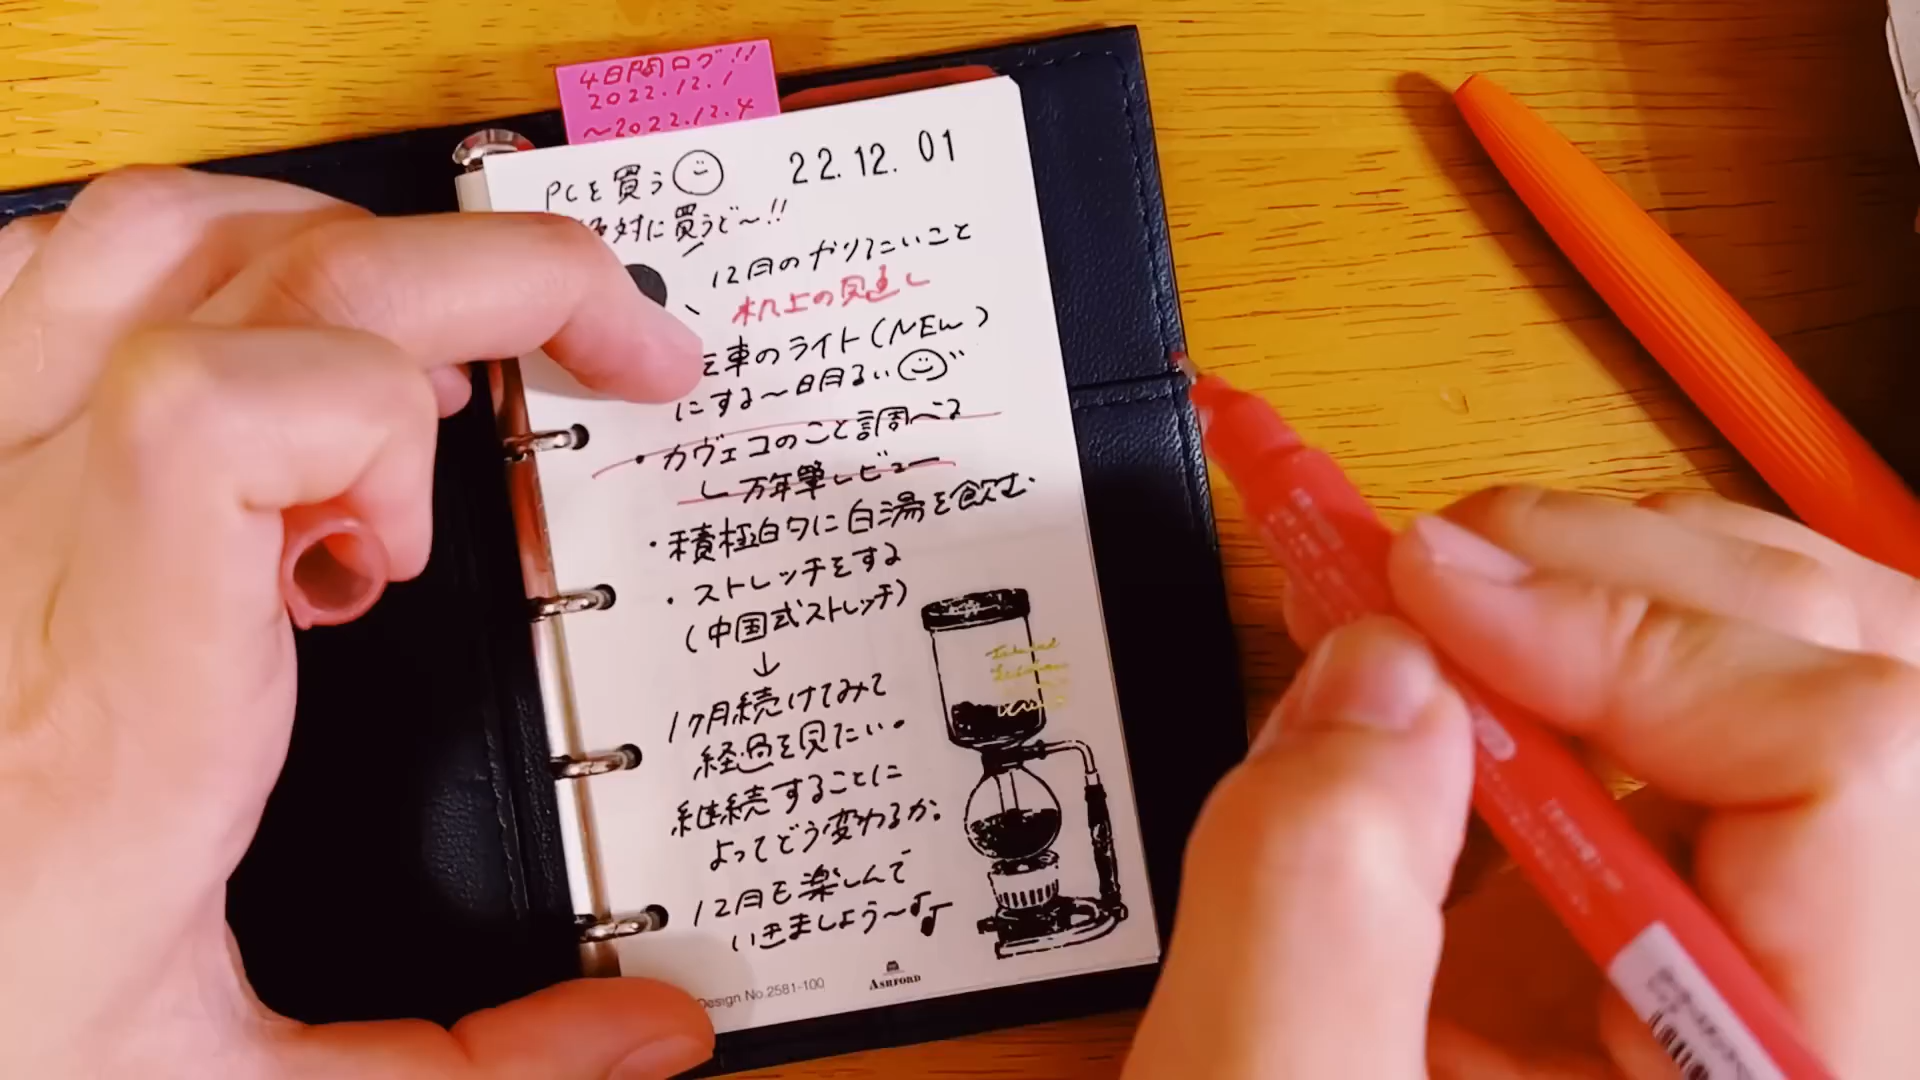 4日間ログ!!
2022.12.1
〜2022.12.4
22.12.01
PCを買う
絶対に買うど〜!!
12月のやりたいこと
机上の見直し
車のライト(NEW)
にする〜明るい
・カヴェコのこと調べる
し万年筆レビュー
・積極的に白湯を飲む.
・ストレッチをする
(中国式ストレッチ)
↓
1ヶ月続けてみて
経過を見たい。
継続することに
よってどう変わるか。
12月も楽しんで
いきましょう〜♪♪
Design No.2581-100
ASHFORD